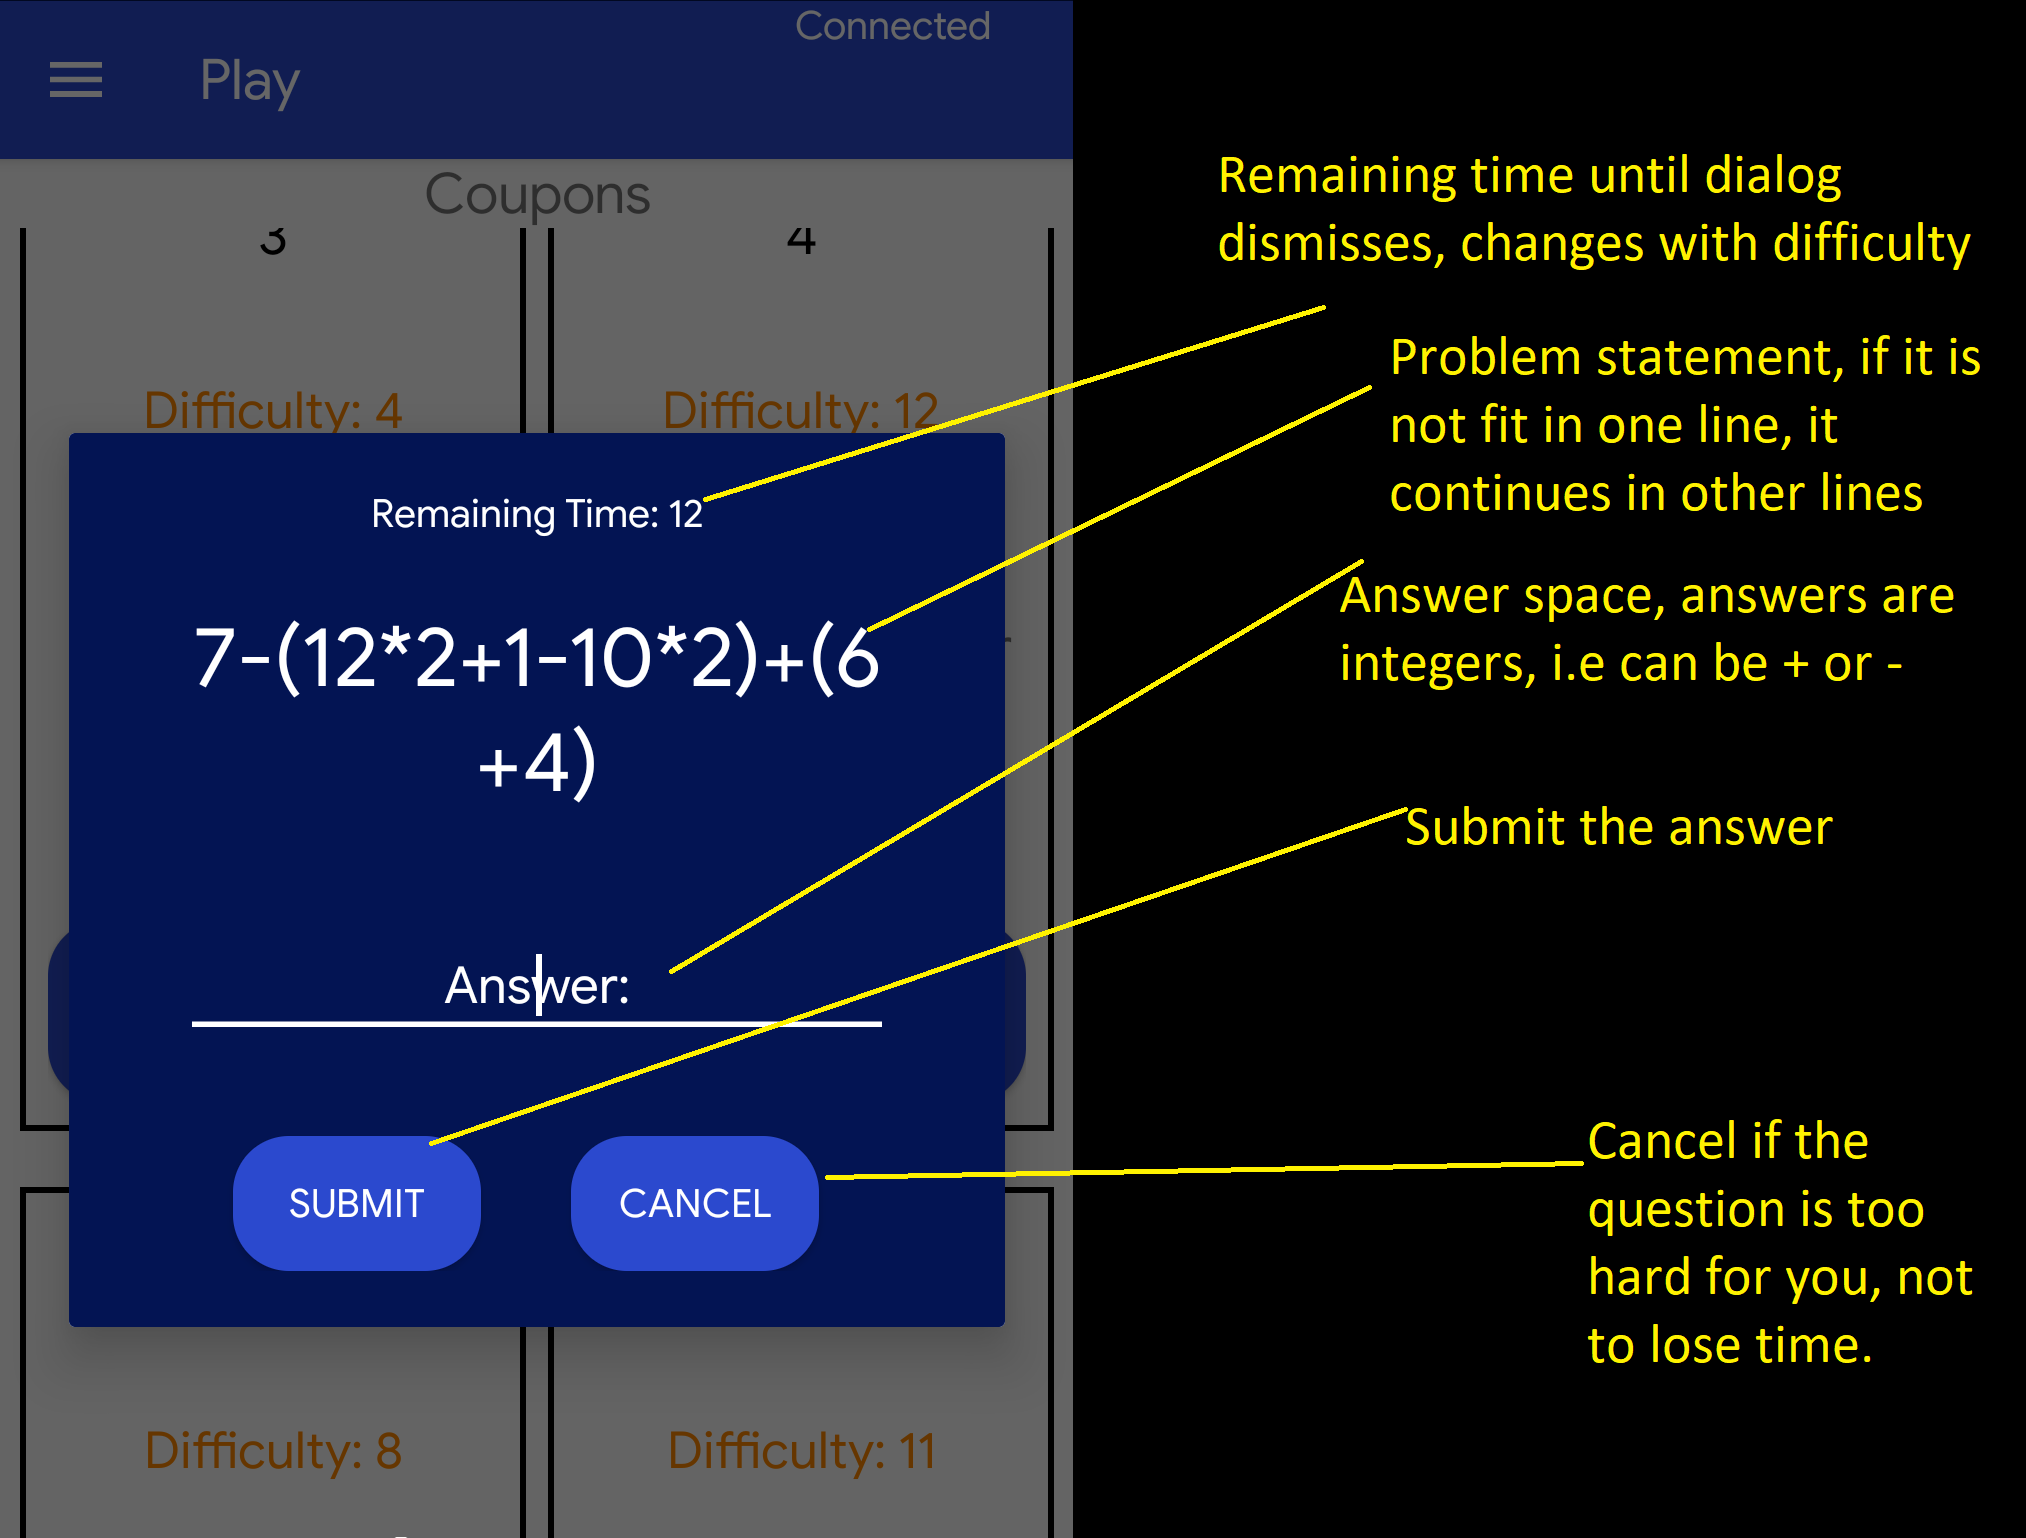 Connected
Play
Coupons
3
4
Difficulty: 4
Difficulty: 12
Remaining Time: 12
7-(12*2+1-10*2)+(6
+4)
Answer:
SUBMIT
CANCEL
Difficulty: 8
Difficulty: 11
Remaining time until dialog
dismisses, changes with difficulty
Problem statement, if it is
not fit in one line, it
continues in other lines
Answer space, answers are
integers, i.e can be + or -
Submit the answer
Cancel if the
question is too
hard for you, not
to lose time.